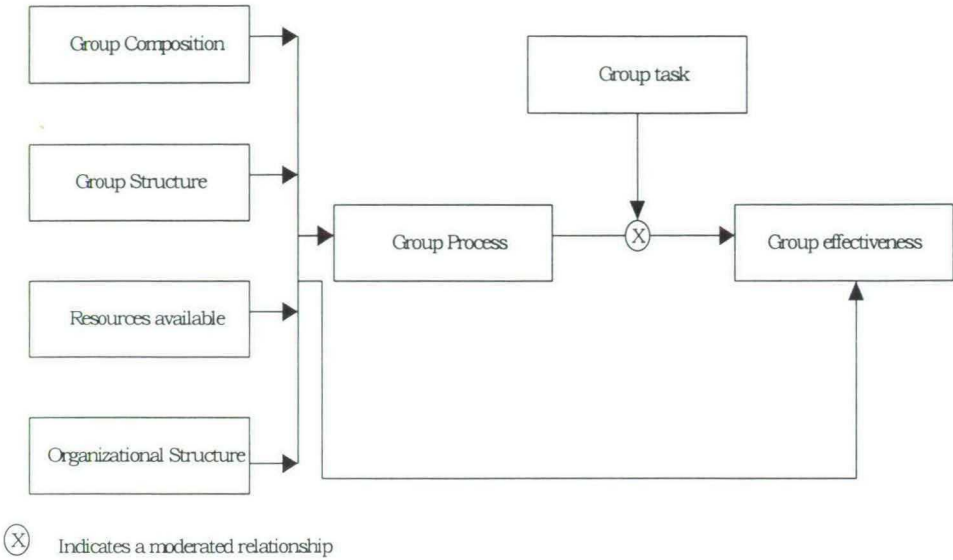 Group Composition
Group task
Group Structure
Group Process
X
Group effectiveness
Resources available
Organizational Structure
X Indicates a moderated relationship